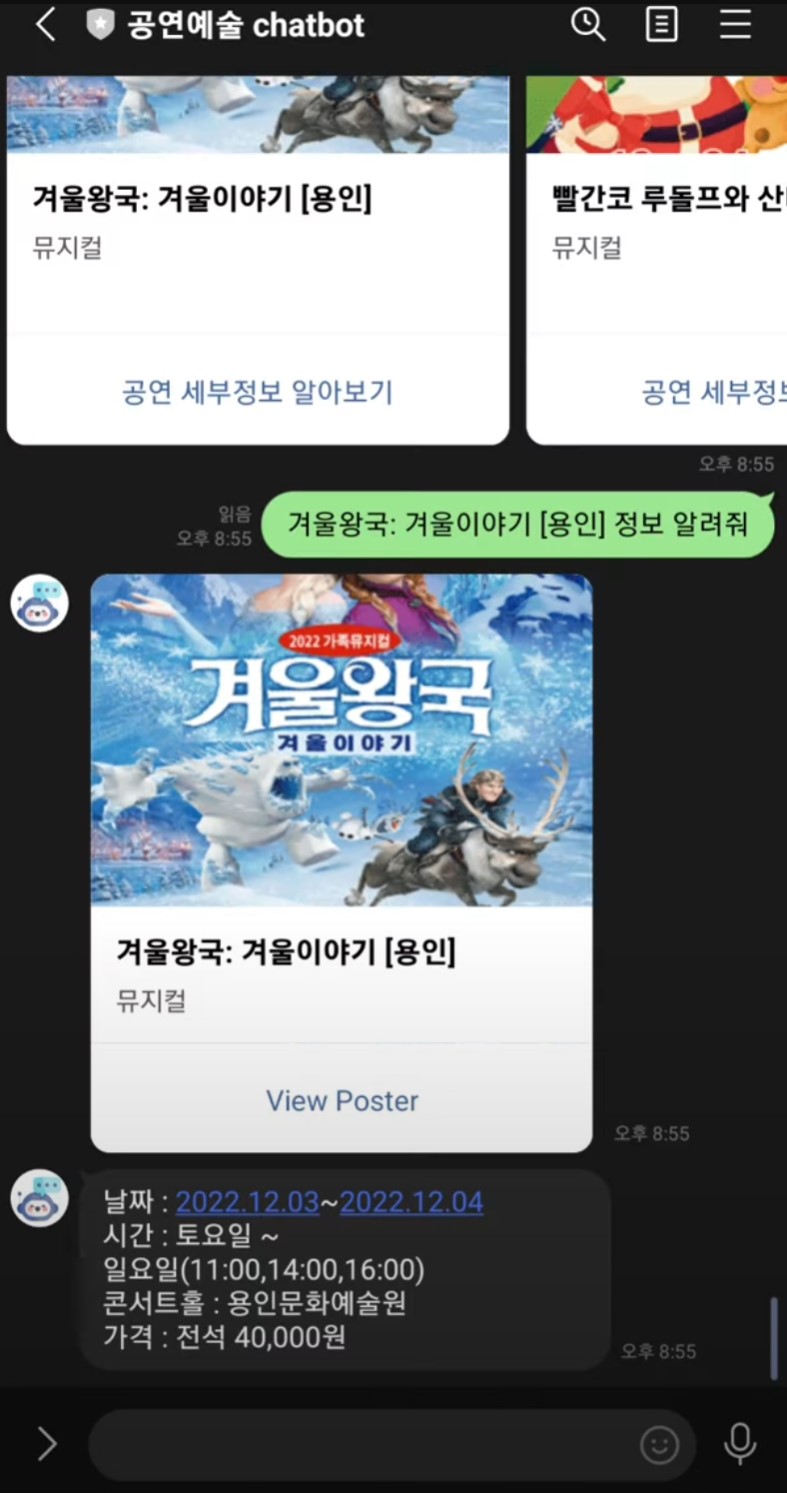 공연예술 chatbot
겨울왕국: 겨울이야기 [용인]
뮤지컬
공연 세부정보 알아보기
빨간코 루돌프와
뮤지컬
공연
오후 8:55
읽음
오후 8:55
겨울왕국: 겨울이야기 [용인] 정보 알려줘
2022 가족뮤지컬
겨울왕국
겨울이야기
겨울왕국: 겨울이야기 [용인]
뮤지컬
View Poster
오후 8:55
날짜 : 2022.12.03~2022.12.04
시간 : 토요일 ~
일요일(11:00,14:00,16:00)
콘서트홀 : 용인문화예술원
가격 : 전석 40,000원
오후 8:55